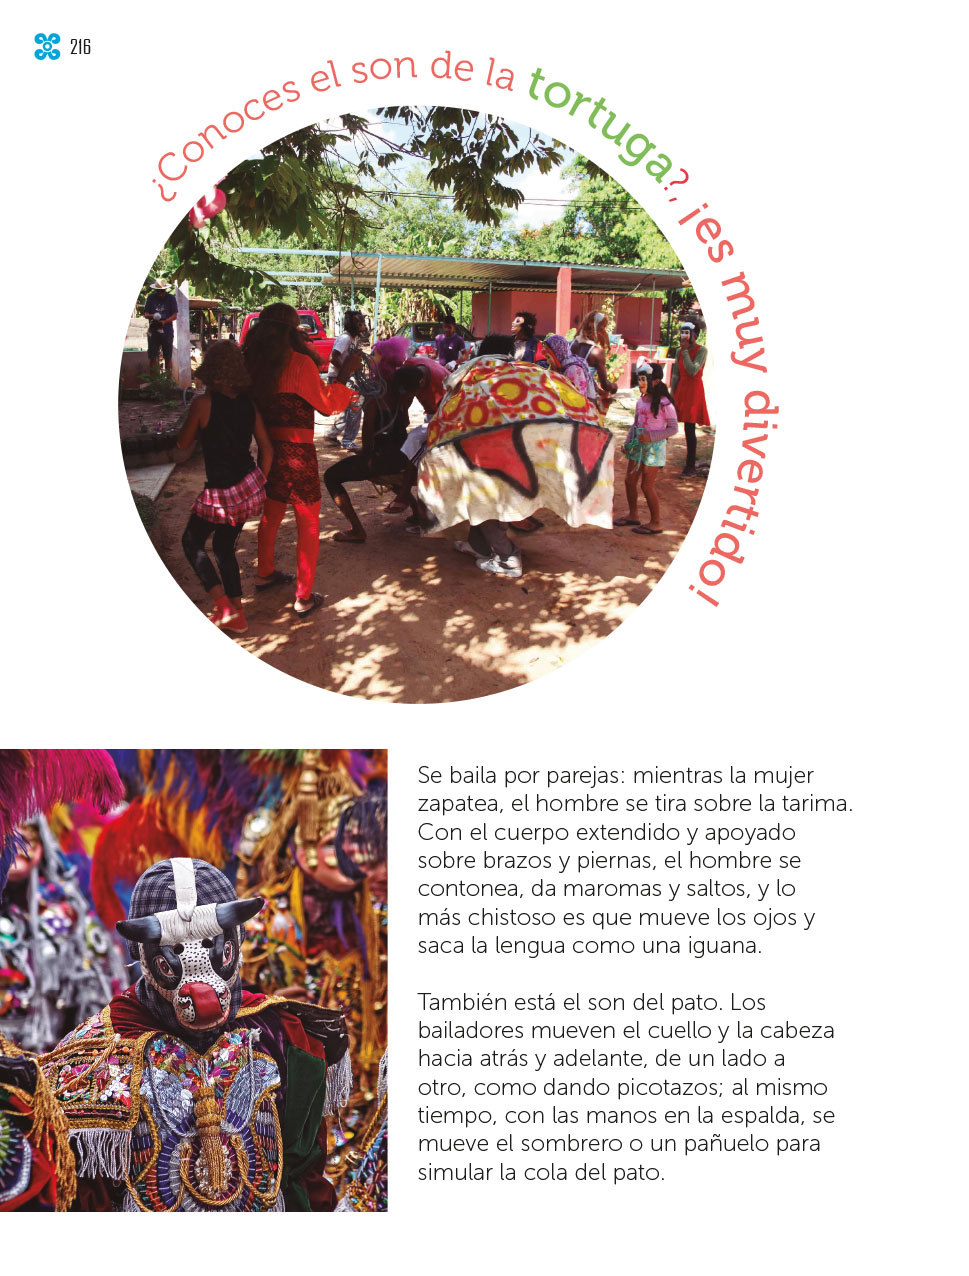 216
¿Conoces el son de la tortuga?, ¡es muy divertido!
Se baila por parejas: mientras la mujer
zapatea, el hombre se tira sobre la tarima.
Con el cuerpo extendido y apoyado
sobre brazos y piernas, el hombre se
contonea, da maromas y saltos, y lo
más chistoso es que mueve los ojos y
saca la lengua como una iguana.
También está el son del pato. Los
bailadores mueven el cuello y la cabeza
hacia atrás y adelante, de un lado a
otro, como dando picotazos; al mismo
tiempo, con las manos en la espalda, se
mueve el sombrero o un pañuelo para
simular la cola del pato.